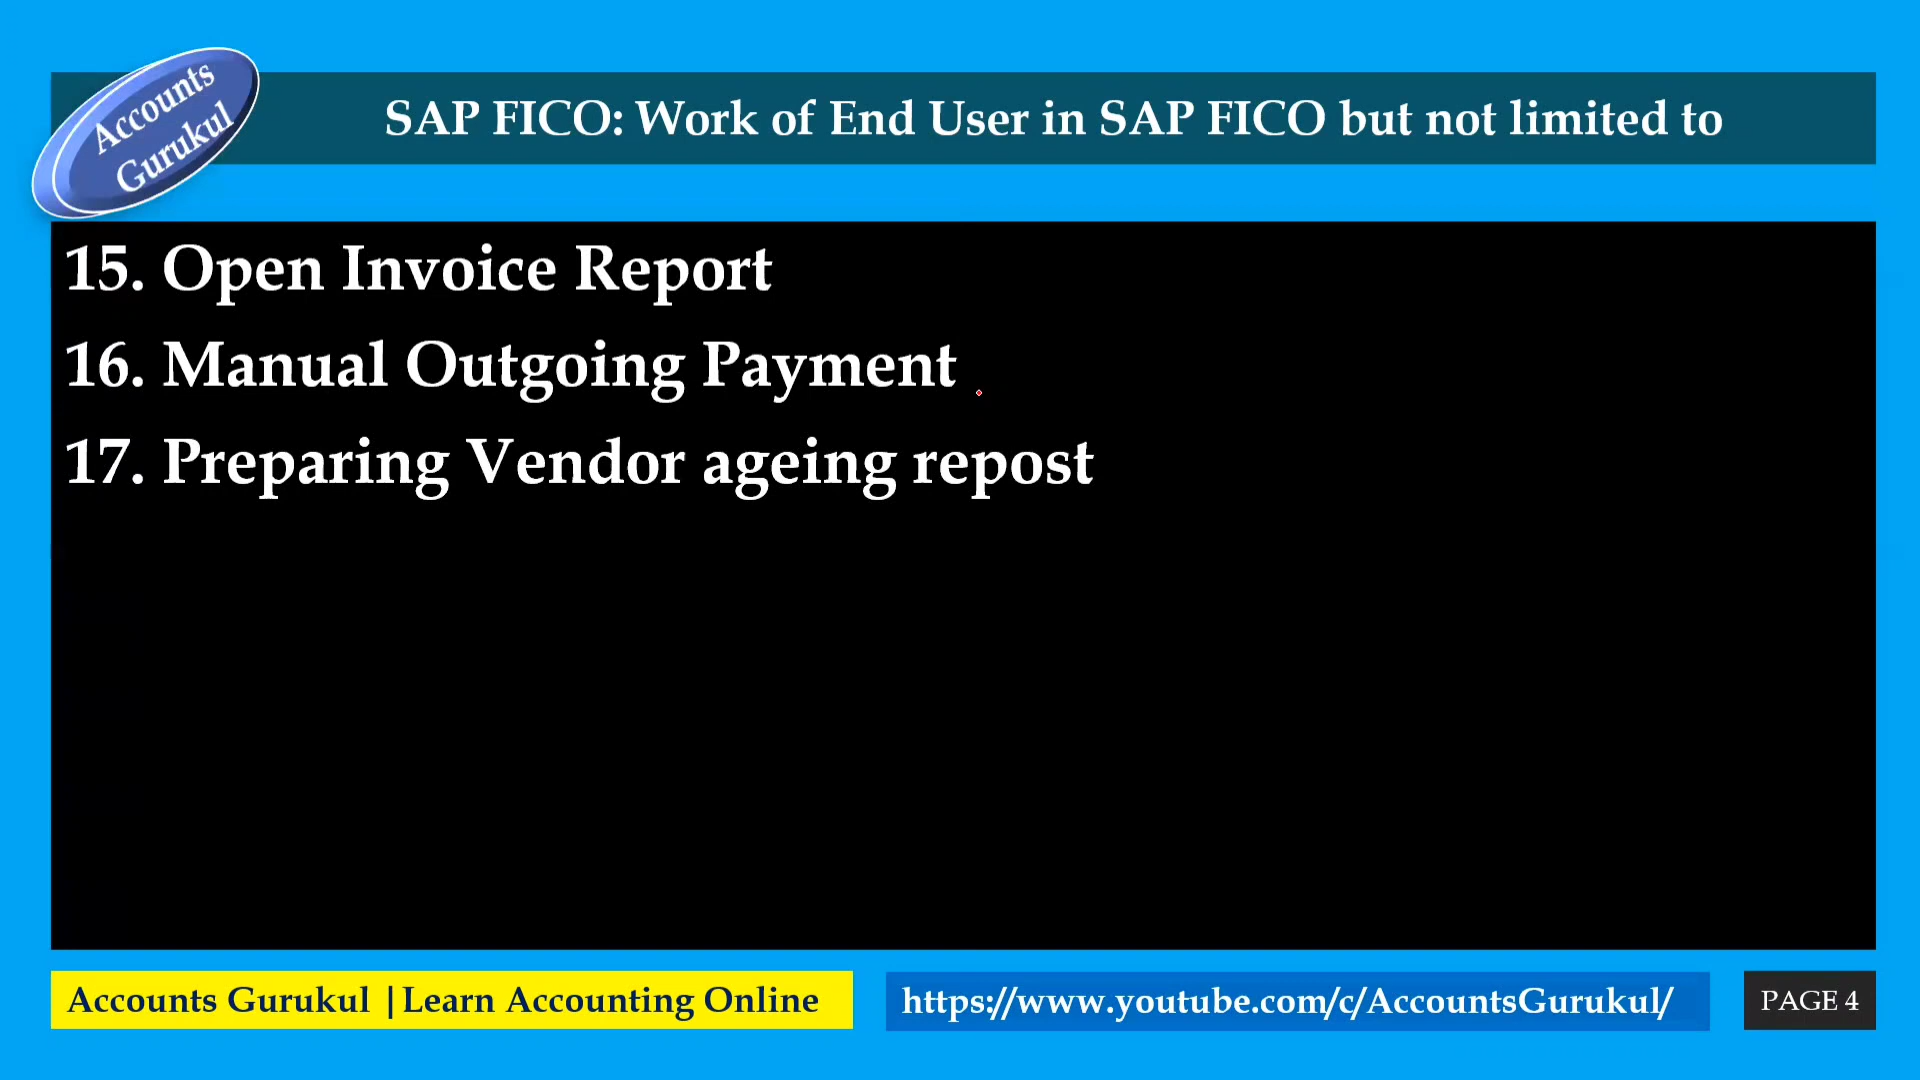 Accounts
Gurukul
SAP FICO: Work of End User in SAP FICO but not limited to
15. Open Invoice Report
16. Manual Outgoing Payment
17. Preparing Vendor ageing repost
Accounts Gurukul |Learn Accounting Online
https://www.youtube.com/c/AccountsGurukul/
PAGE 4